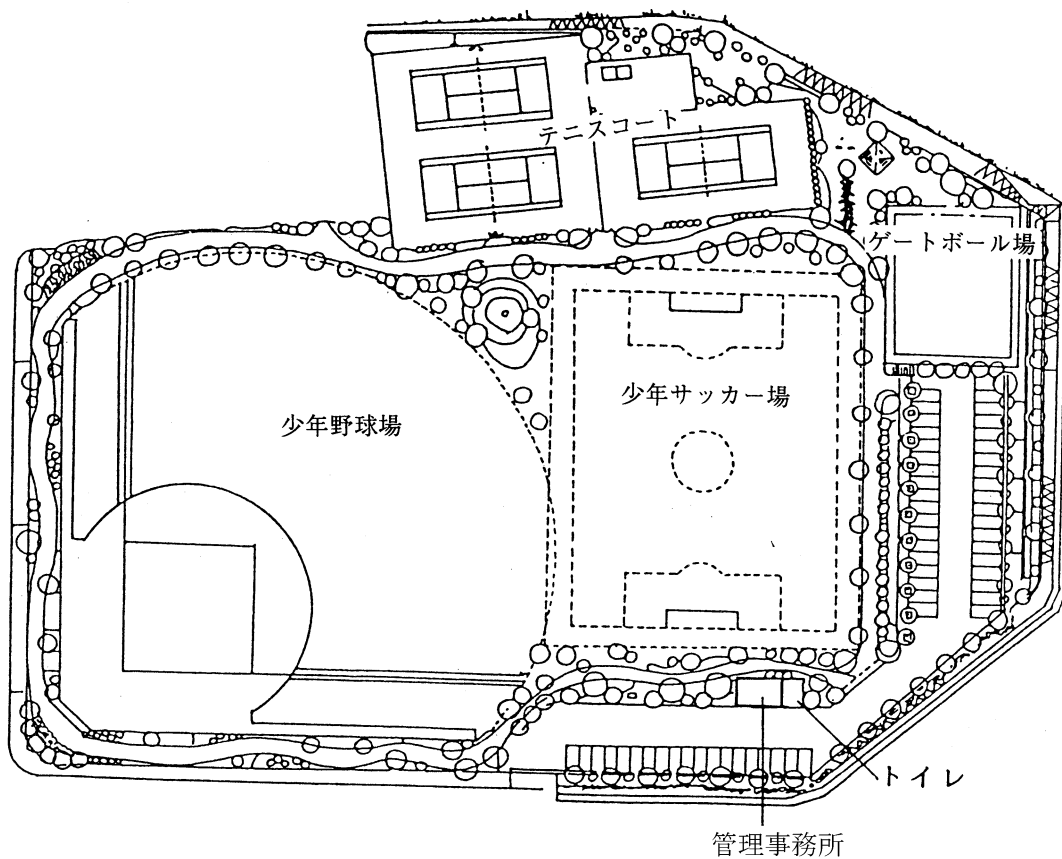 テニスコート
ゲートボール場
少年サッカー場
少年野球場
トイレ
管理事務所